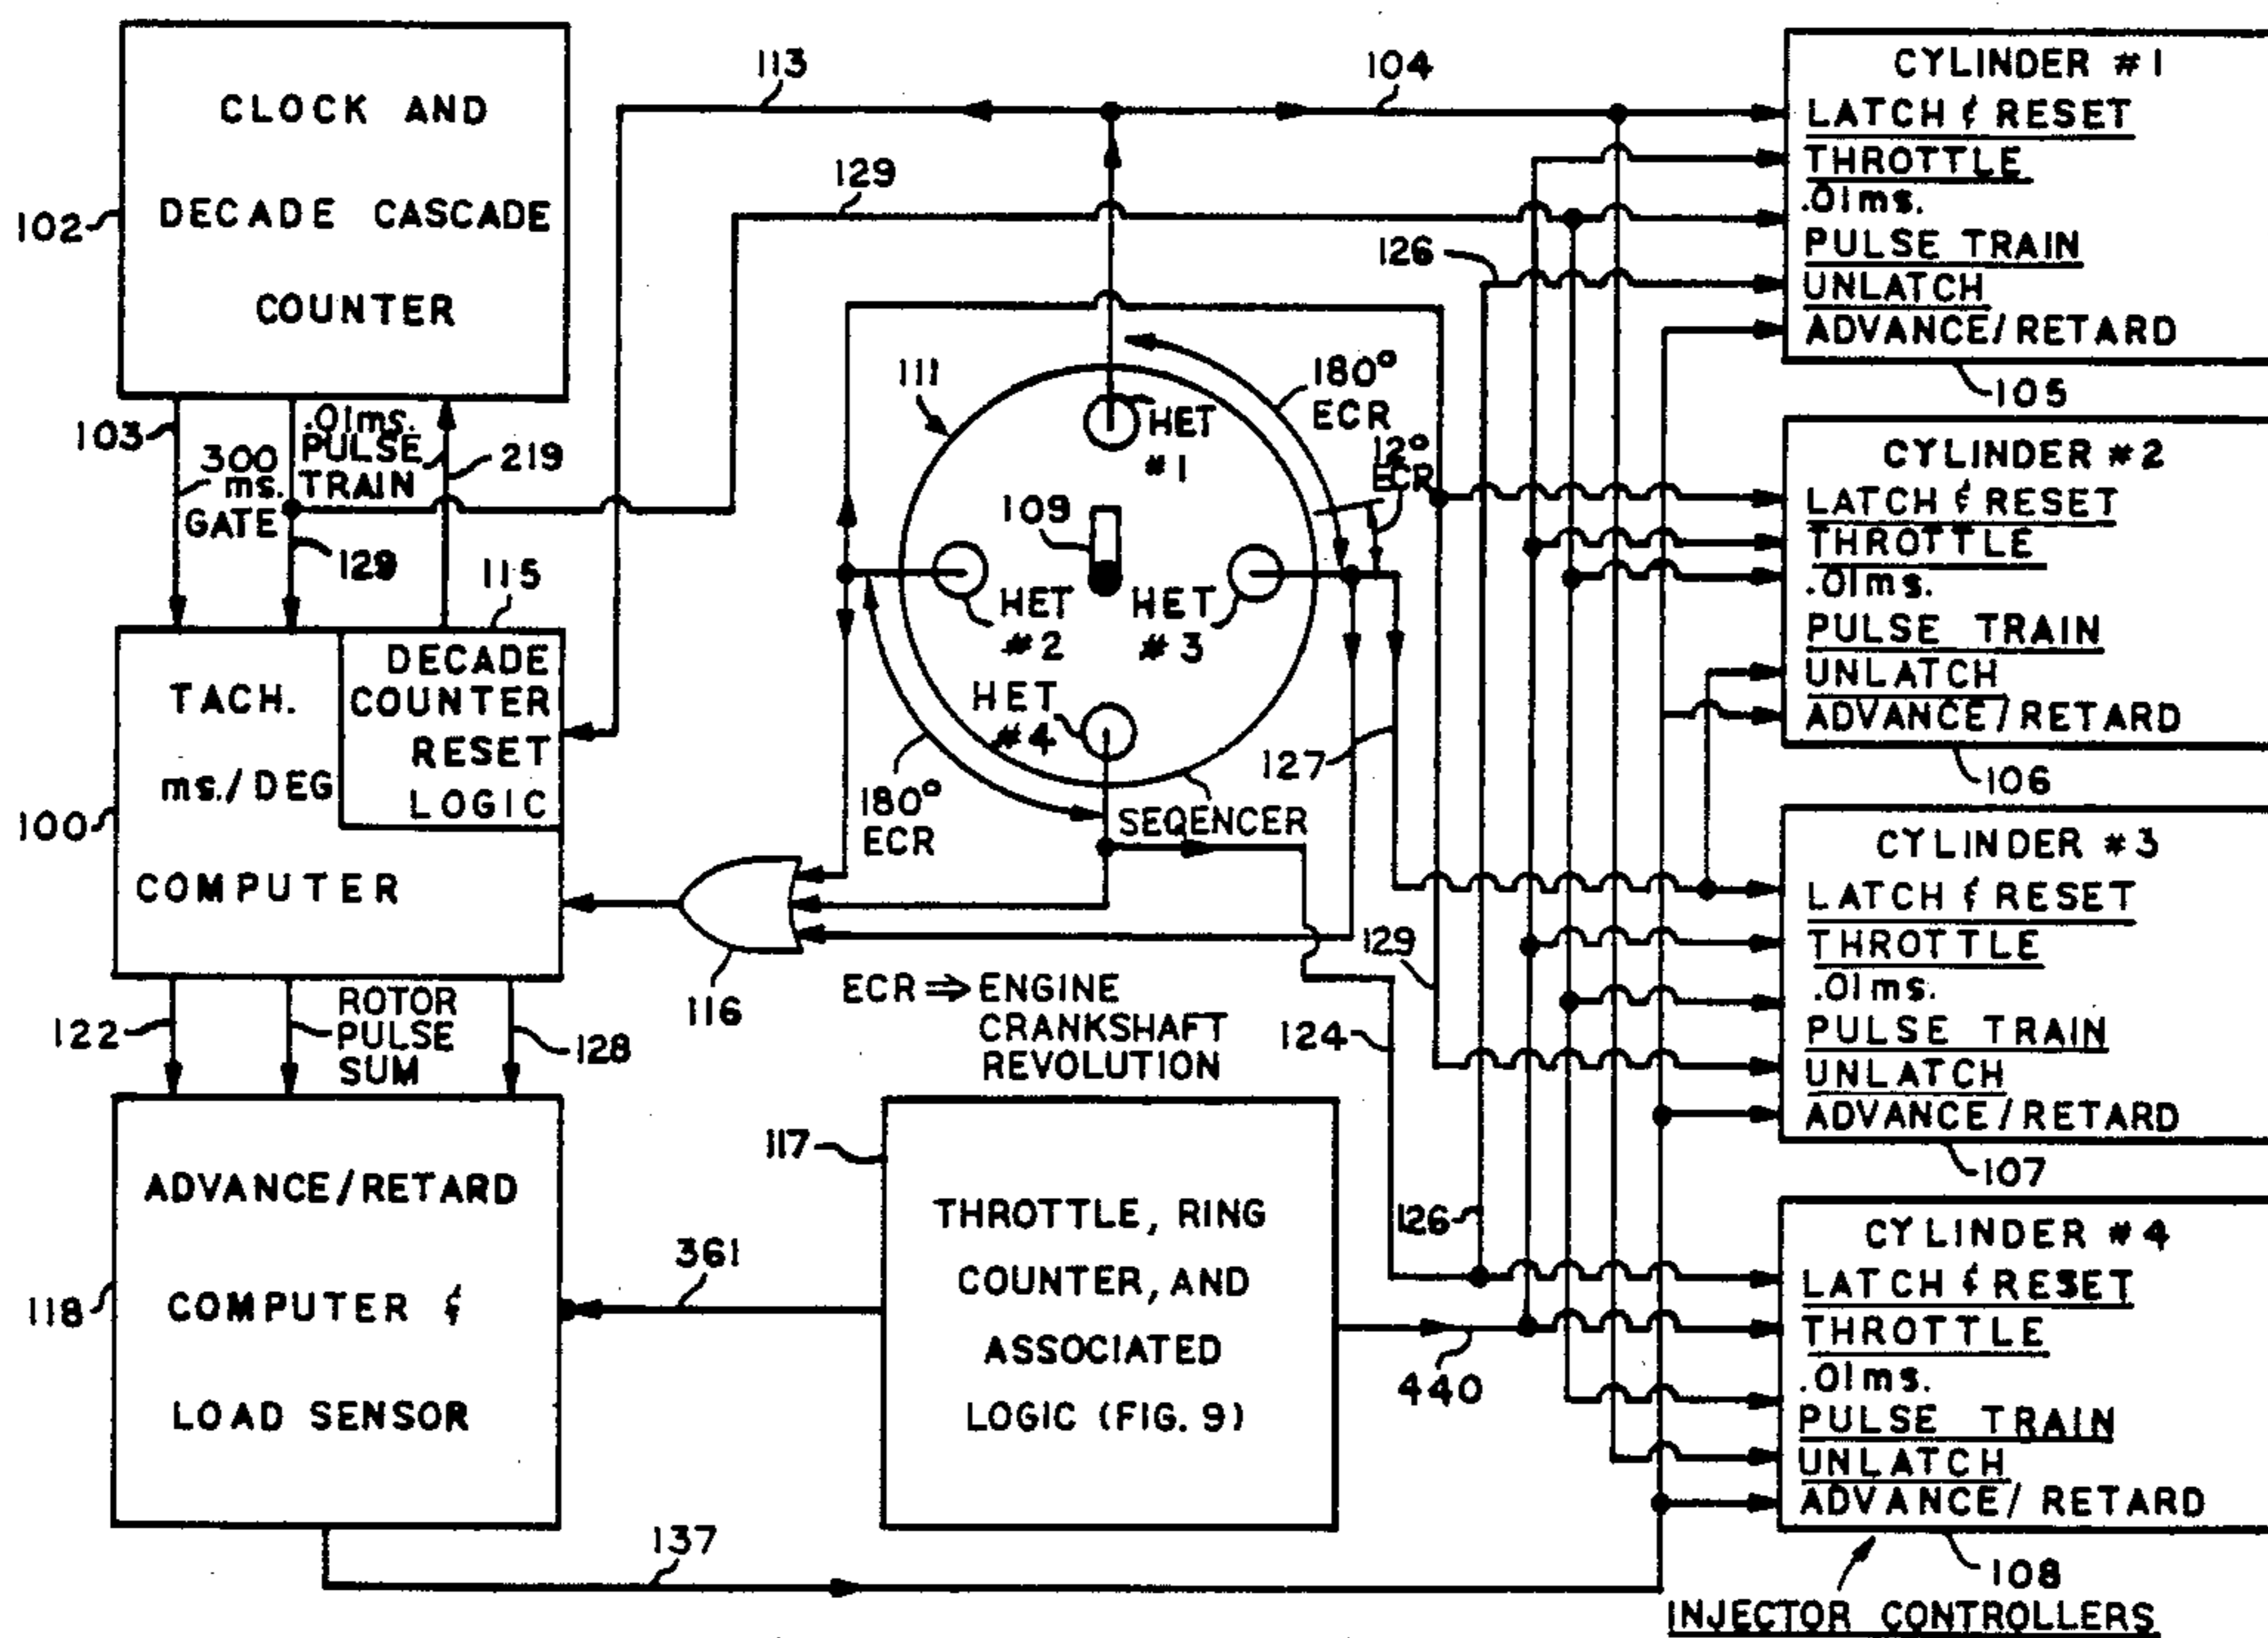 CLOCK AND
DECADE CASCADE
COUNTER
102
103
300
ms.
GATE
.01ms.
PULSE
TRAIN
219
129
115
113
104
129
126
DECADE
COUNTER
RESET
LOGIC
TACH.
ms./DEG
COMPUTER
100
111
HET
#1
109
HET
#2
HET
#3
HET
#4
180°
ECR
12°
ECR
180°
ECR
SEQENCER
127
116
ECR ⇒ ENGINE
CRANKSHAFT
REVOLUTION
129
124
126
122
ROTOR
PULSE
SUM
128
ADVANCE/RETARD
COMPUTER &
LOAD SENSOR
118
117
THROTTLE, RING
COUNTER, AND
ASSOCIATED
LOGIC (FIG. 9)
361
440
137
CYLINDER #1
LATCH & RESET
THROTTLE
.01ms.
PULSE TRAIN
UNLATCH
ADVANCE/RETARD
105
CYLINDER #2
LATCH & RESET
THROTTLE
.01ms.
PULSE TRAIN
UNLATCH
ADVANCE/RETARD
106
CYLINDER #3
LATCH & RESET
THROTTLE
.01ms.
PULSE TRAIN
UNLATCH
ADVANCE/RETARD
107
CYLINDER #4
LATCH & RESET
THROTTLE
.01ms.
PULSE TRAIN
UNLATCH
ADVANCE/ RETARD
108
INJECTOR CONTROLLERS